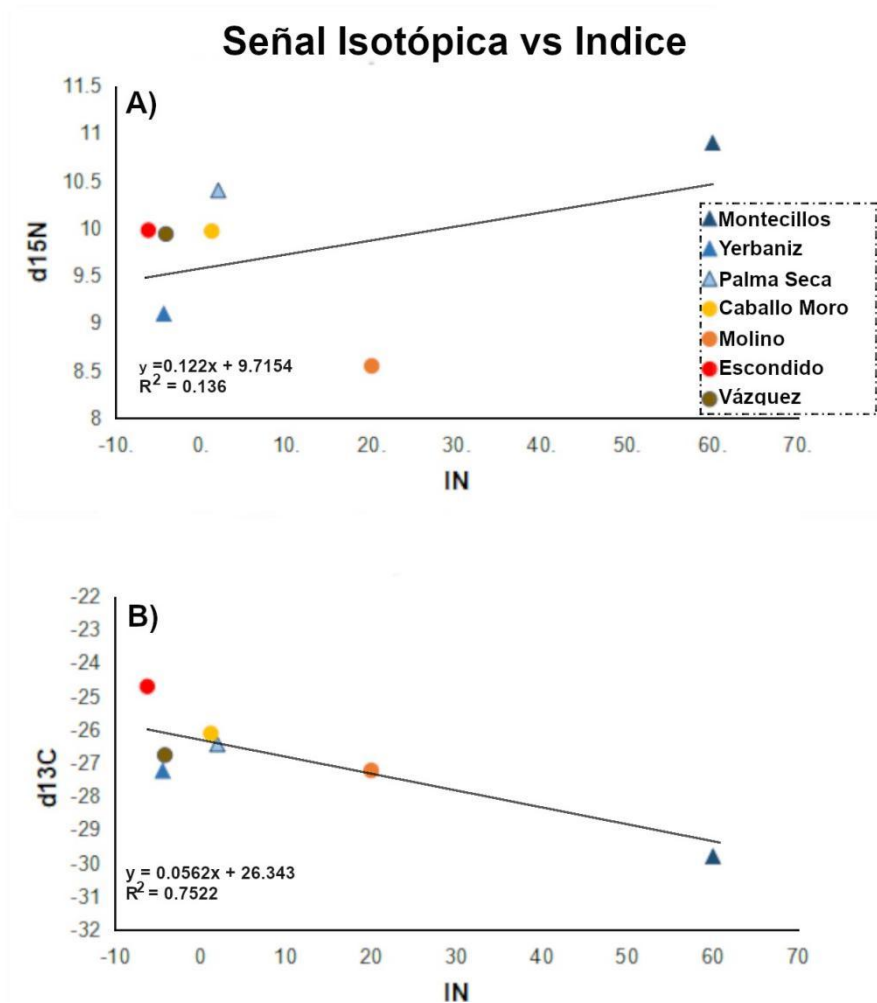 Señal Isotópica vs Indice
A)
11.5
11
10.5
10
9.5
9
8.5
8
d15N
y =0.122x + 9.7154
R2 = 0.136
-10. 0. 10. 20. 30. 40. 50. 60. 70.
IN
Montecillos
Yerbaniz
Palma Seca
Caballo Moro
Molino
Escondido
Vázquez
B)
-22
-23
-24
-25
-26
-27
-28
-29
-30
-31
-32
d13C
y = 0.0562x + 26.343
R2 = 0.7522
-10 0. 10 20 30 40 50 60 70
IN